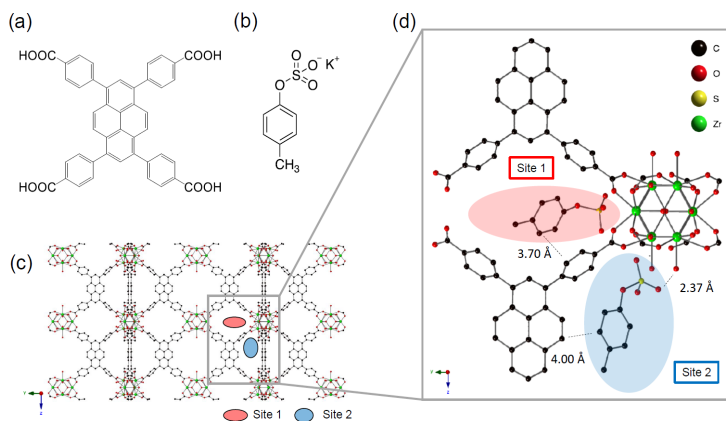 (a)
HOOC
COOH
HOOC
COOH
(b)
O
S
O⁻ K⁺
O
O
CH₃
(c)
Site 1
Site 2
Y
Z
(d)
C
O
S
Zr
Site 1
3.70 Å
2.37 Å
4.00 Å
Site 2
Y
Z